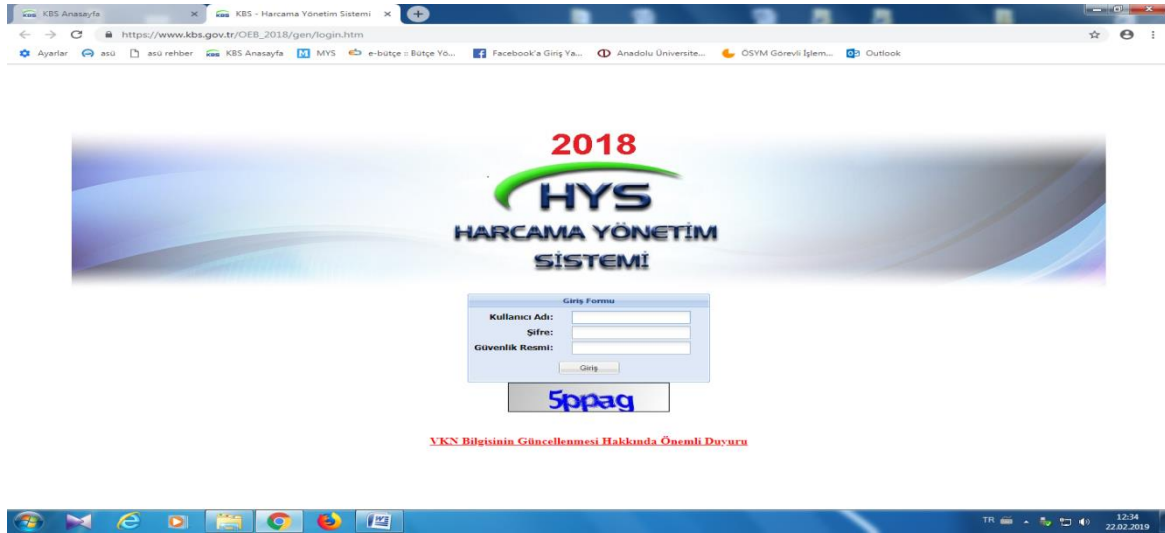 KBS Anasayfa
KBS - Harcama Yönetim Sistemi
https://www.kbs.gov.tr/OEB_2018/gen/login.htm
Ayarlar asü asü rehber KBS Anasayfa MYS e-bütçe :: Bütçe Yö... Facebook'a Giriş Ya... Anadolu Üniversite... ÖSYM Görevli İşlem... Outlook
2018
HYS
HARCAMA YÖNETİM
SİSTEMİ
Giriş Formu
Kullanıcı Adı:
Şifre:
Güvenlik Resmi:
Giriş
5ppag
VKN Bilgisinin Güncellenmesi Hakkında Önemli Duyuru
TR
12:34
22.02.2019